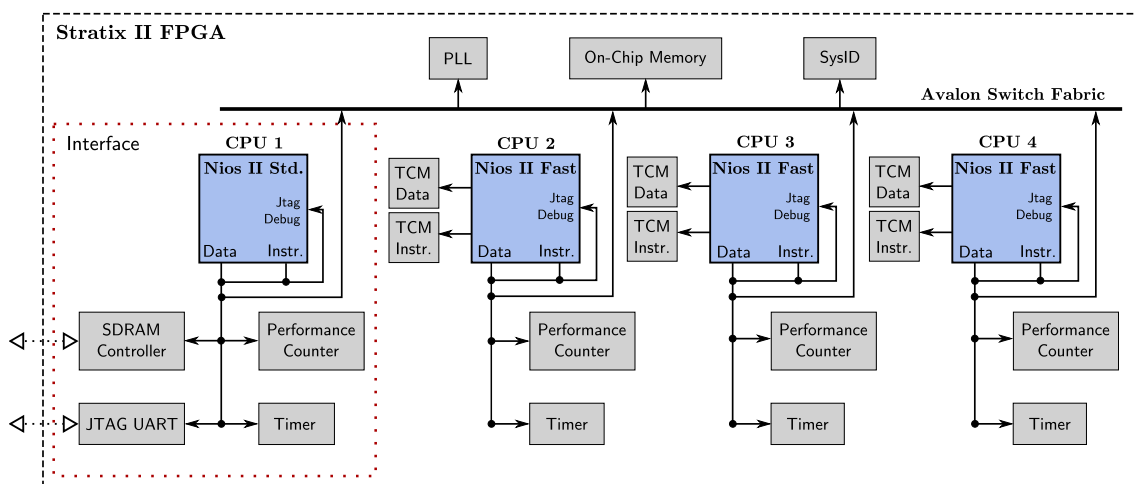 Stratix II FPGA
PLL
On-Chip Memory
SysID
Avalon Switch Fabric
Interface
CPU 1
Nios II Std.
Jtag
Debug
Data Instr.
SDRAM
Controller
Performance
Counter
JTAG UART
Timer
CPU 2
Nios II Fast
TCM
Data
TCM
Instr.
Jtag
Debug
Data Instr.
Performance
Counter
Timer
CPU 3
Nios II Fast
TCM
Data
TCM
Instr.
Jtag
Debug
Data Instr.
Performance
Counter
Timer
CPU 4
Nios II Fast
TCM
Data
TCM
Instr.
Jtag
Debug
Data Instr.
Performance
Counter
Timer